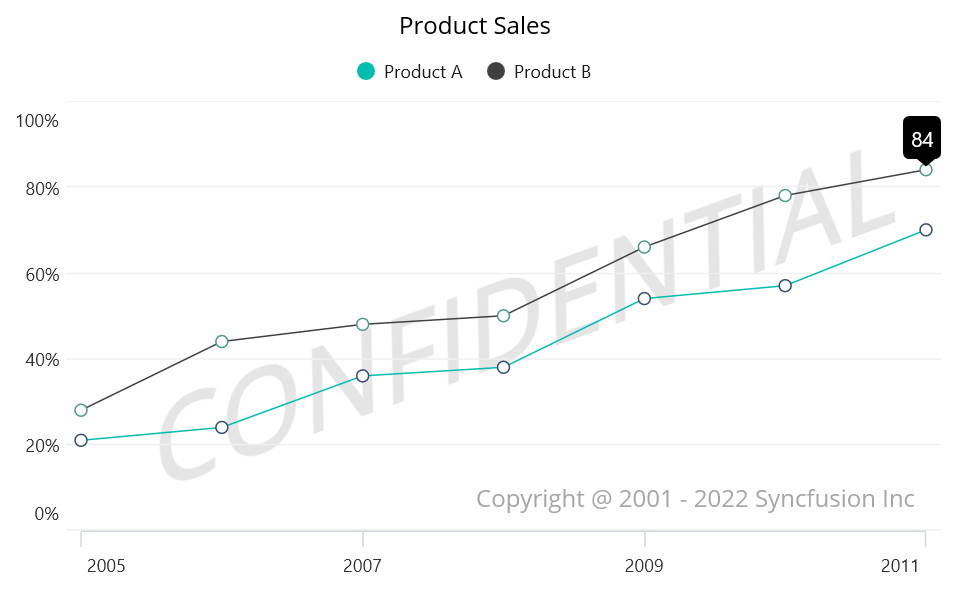 Product Sales
Product A Product B
100%
84
80%
60%
40%
20%
0%
CONFIDENTIAL
Copyright @ 2001 - 2022 Syncfusion Inc
2005 2007 2009 2011